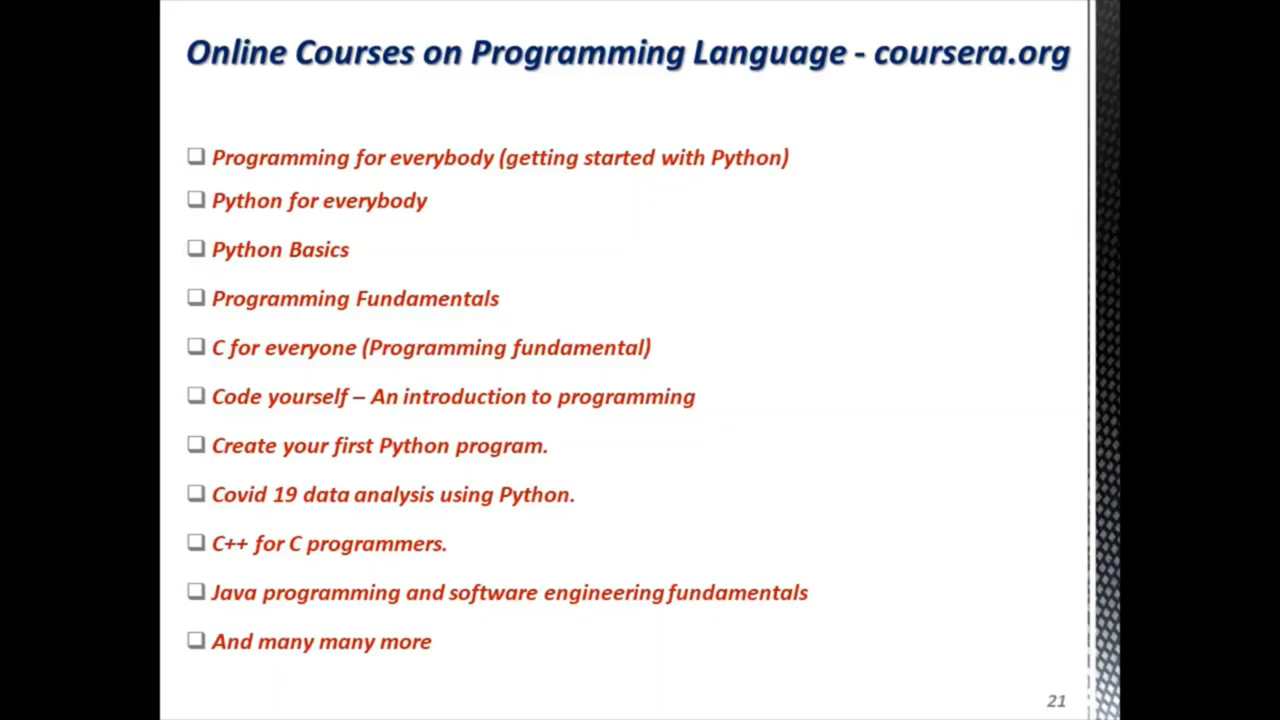 Online Courses on Programming Language - coursera.org
Programming for everybody (getting started with Python)
Python for everybody
Python Basics
Programming Fundamentals
C for everyone (Programming fundamental)
Code yourself – An introduction to programming
Create your first Python program.
Covid 19 data analysis using Python.
C++ for C programmers.
Java programming and software engineering fundamentals
And many many more
21